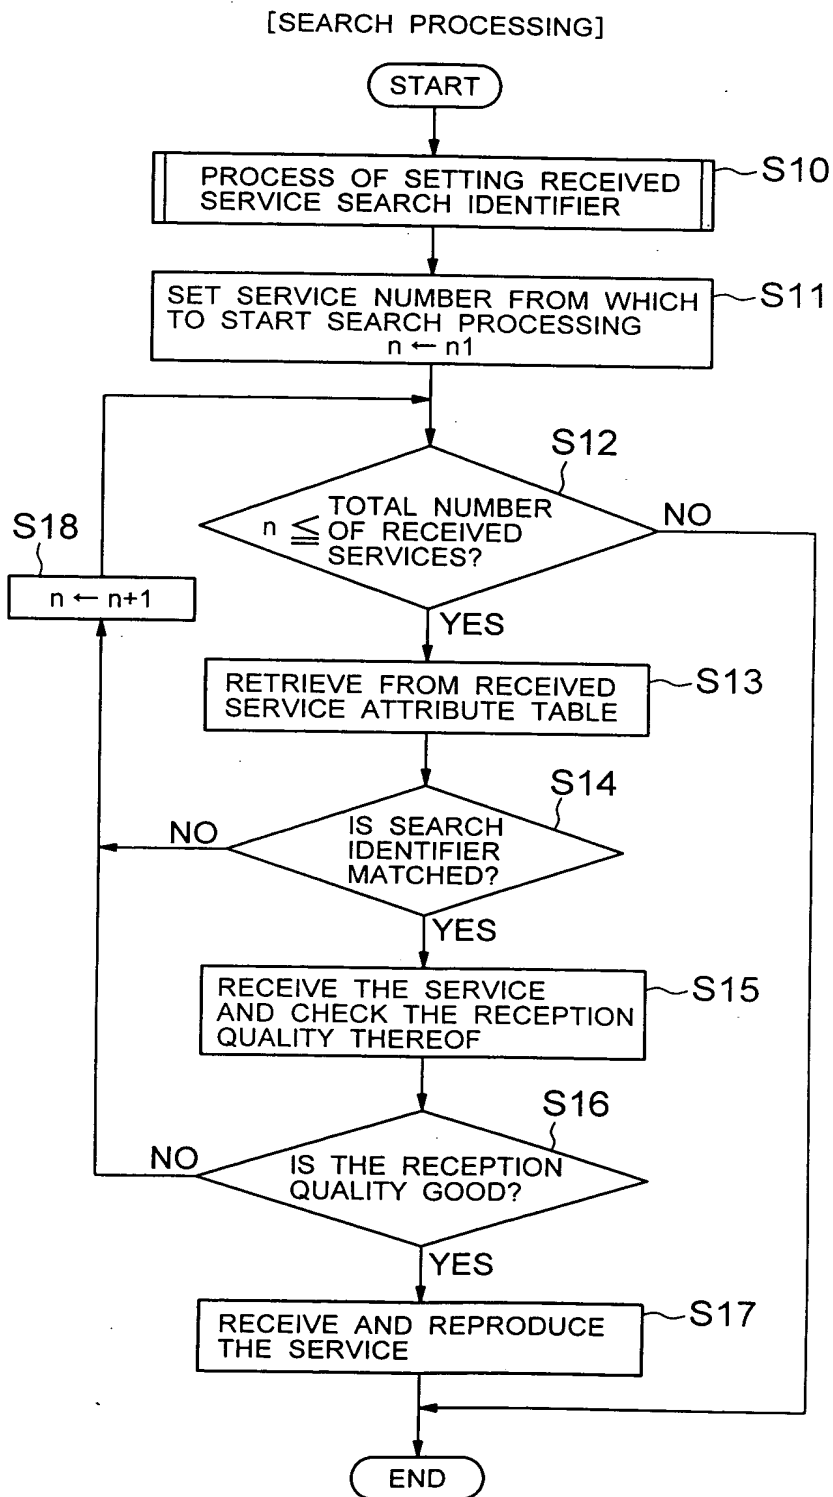 [SEARCH PROCESSING]
START
PROCESS OF SETTING RECEIVED
SERVICE SEARCH IDENTIFIER
S10
SET SERVICE NUMBER FROM WHICH
TO START SEARCH PROCESSING
n ← n1
S11
S12
n ≦ TOTAL NUMBER
OF RECEIVED
SERVICES?
NO
YES
S18
n ← n+1
RETRIEVE FROM RECEIVED
SERVICE ATTRIBUTE TABLE
S13
S14
IS SEARCH
IDENTIFIER
MATCHED?
NO
YES
RECEIVE THE SERVICE
AND CHECK THE RECEPTION
QUALITY THEREOF
S15
S16
IS THE RECEPTION
QUALITY GOOD?
NO
YES
RECEIVE AND REPRODUCE
THE SERVICE
S17
END